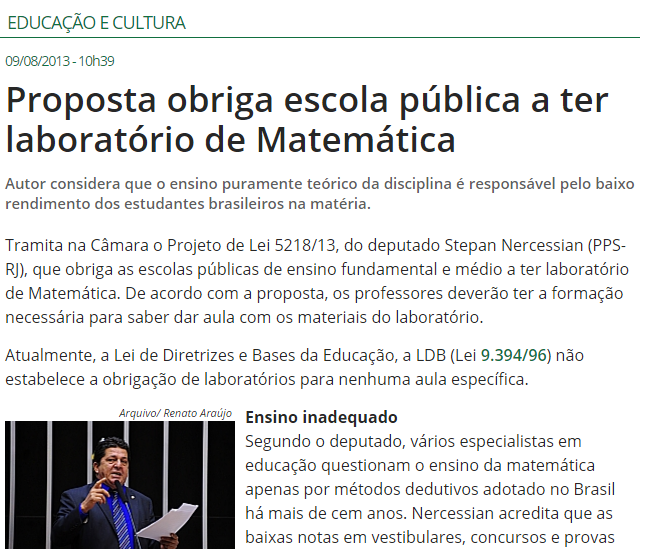 EDUCAÇÃO E CULTURA
09/08/2013 - 10h39
Proposta obriga escola pública a ter
laboratório de Matemática
Autor considera que o ensino puramente teórico da disciplina é responsável pelo baixo
rendimento dos estudantes brasileiros na matéria.
Tramita na Câmara o Projeto de Lei 5218/13, do deputado Stepan Nercessian (PPS-
RJ), que obriga as escolas públicas de ensino fundamental e médio a ter laboratório
de Matemática. De acordo com a proposta, os professores deverão ter a formação
necessária para saber dar aula com os materiais do laboratório.
Atualmente, a Lei de Diretrizes e Bases da Educação, a LDB (Lei 9.394/96) não
estabelece a obrigação de laboratórios para nenhuma aula específica.
Arquivo/ Renato Araújo
Ensino inadequado
Segundo o deputado, vários especialistas em
educação questionam o ensino da matemática
apenas por métodos dedutivos adotado no Brasil
há mais de cem anos. Nercessian acredita que as
baixas notas em vestibulares, concursos e provas